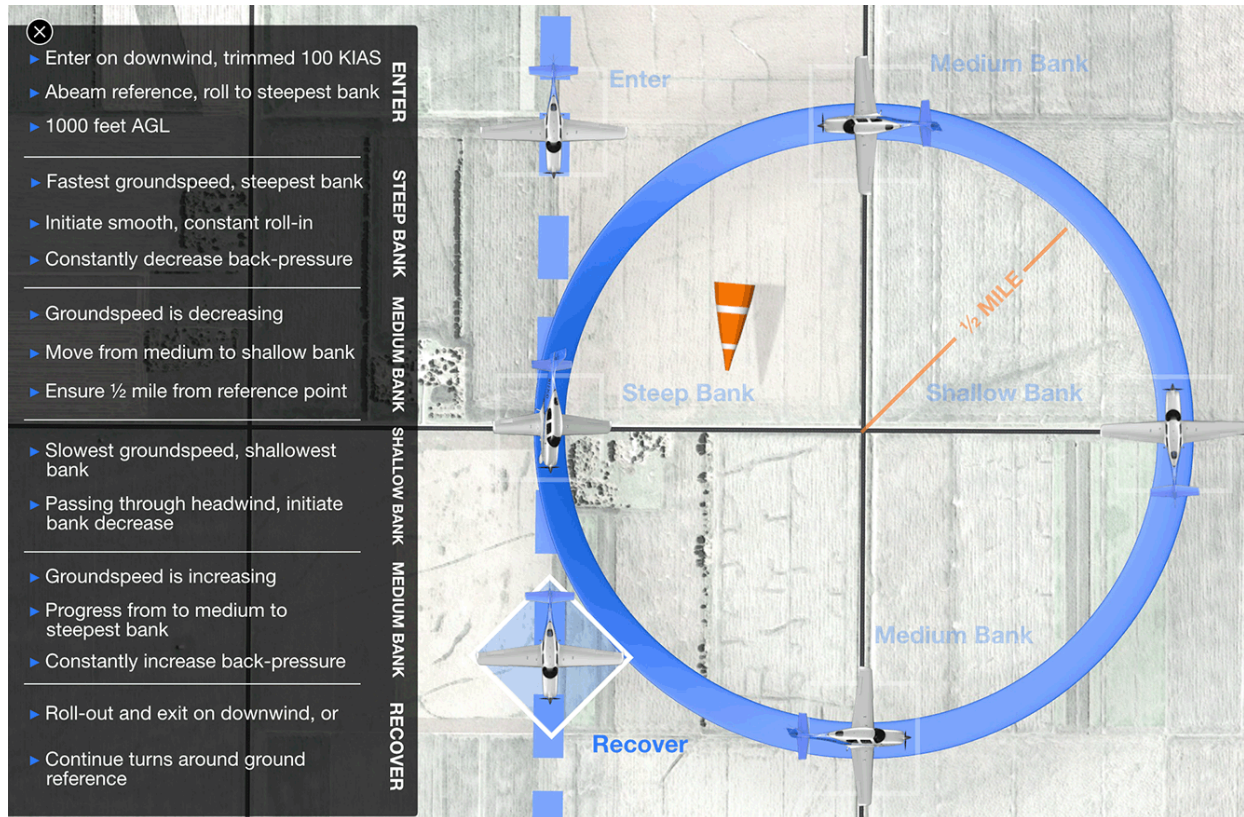 Enter on downwind, trimmed 100 KIAS
Abeam reference, roll to steepest bank
1000 feet AGL
ENTER
Fastest groundspeed, steepest bank
Initiate smooth, constant roll-in
Constantly decrease back-pressure
STEEP BANK
Groundspeed is decreasing
Move from medium to shallow bank
Ensure ½ mile from reference point
MEDIUM BANK
Slowest groundspeed, shallowest
bank
Passing through headwind, initiate
bank decrease
SHALLOW BANK
Groundspeed is increasing
Progress from to medium to
steepest bank
Constantly increase back-pressure
MEDIUM BANK
Roll-out and exit on downwind, or
Continue turns around ground
reference
RECOVER
Enter
Medium Bank
½ MILE
Steep Bank
Shallow Bank
Medium Bank
Recover